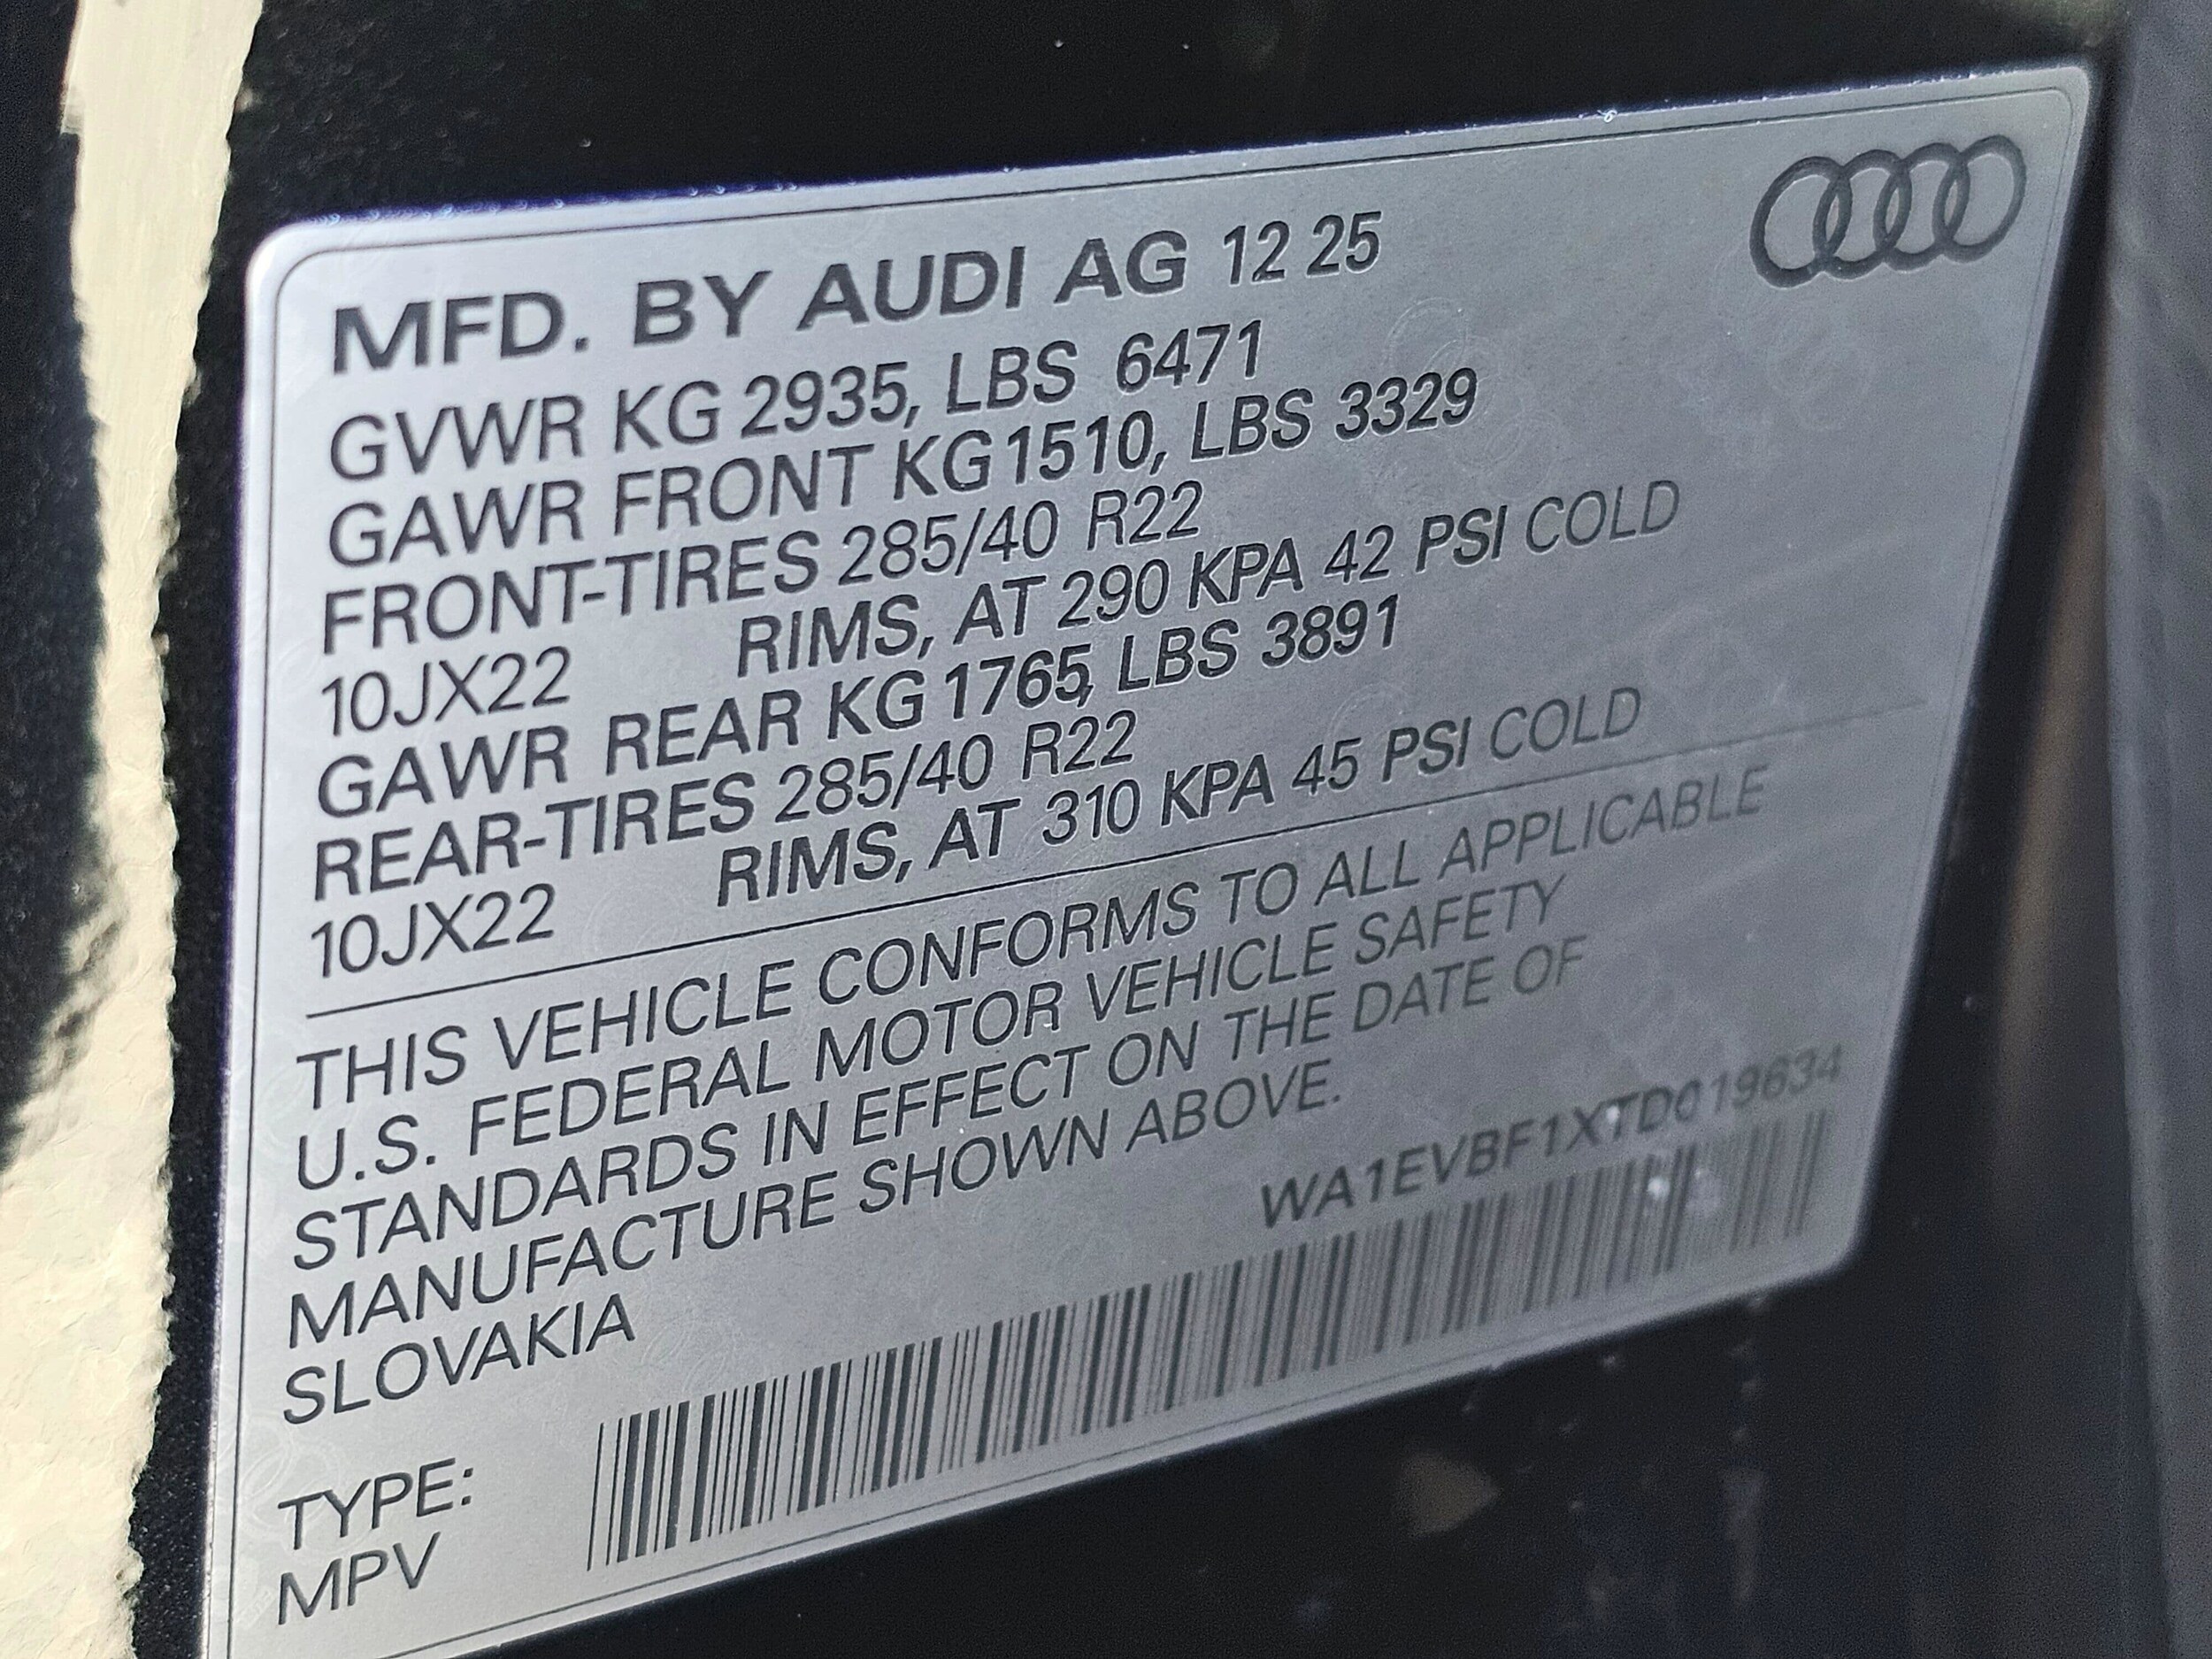 MFD. BY AUDI AG 12 25
GVWR KG 2935, LBS 6471
GAWR FRONT KG 1510, LBS 3329
FRONT-TIRES 285/40 R22
10JX22 RIMS, AT 290 KPA 42 PSI COLD
GAWR REAR KG 1765, LBS 3891
REAR-TIRES 285/40 R22
10JX22 RIMS, AT 310 KPA 45 PSI COLD
THIS VEHICLE CONFORMS TO ALL APPLICABLE
U.S. FEDERAL MOTOR VEHICLE SAFETY
STANDARDS IN EFFECT ON THE DATE OF
MANUFACTURE SHOWN ABOVE.
SLOVAKIA
WA1EVBF1XTD019634
TYPE:
MPV